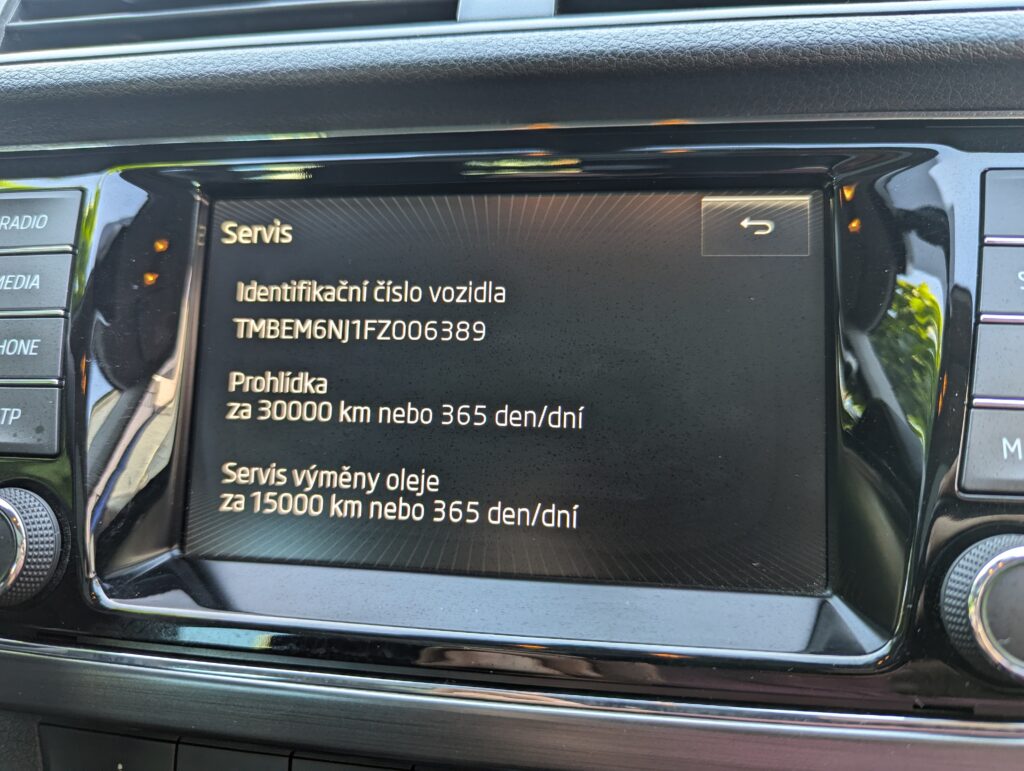 Servis
Identifikační číslo vozidla
TMBEM6NJ1FZ006389
Prohlídka
za 30000 km nebo 365 den/dní
Servis výměny oleje
za 15000 km nebo 365 den/dní
RADIO
MEDIA
PHONE
TP